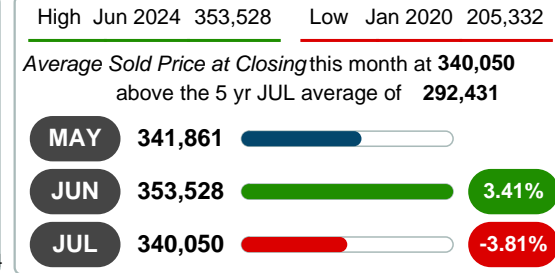 High Jun 2024 353,528 Low Jan 2020 205,332
Average Sold Price at Closing this month at 340,050
above the 5 yr JUL average of 292,431
MAY 341,861
JUN 353,528 3.41%
JUL 340,050 -3.81%